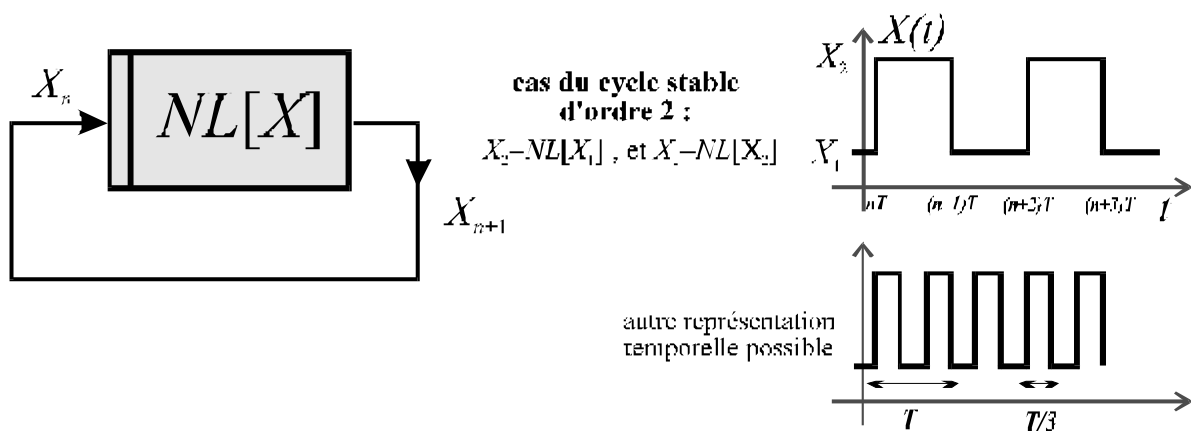 X_n
NL[X]
X_{n+1}
cas du cycle stable
d'ordre 2 :
X_2=NL[X_1] , et X_1=NL[X_2]
X(t)
X_2
X_1
nT (n+1)T (n+2)T (n+3)T t
autre représentation
temporelle possible
T T/3